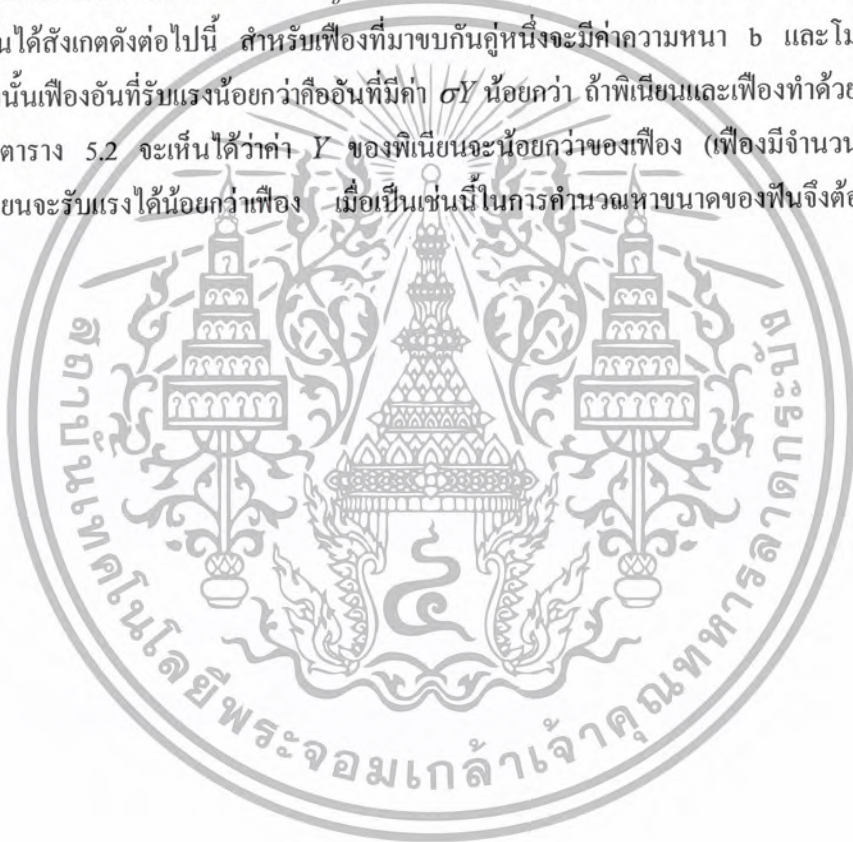 นได้สังเกตดังต่อไปนี้ สำหรับเฟืองที่มาขบกันคู่หนึ่งจะมีค่าความหนา b และโม
งนั้นเฟืองอันที่รับแรงน้อยกว่าคืออันที่มีค่า σY น้อยกว่า ถ้าพิเนียนและเฟืองทำด้วย
ตาราง 5.2 จะเห็นได้ว่าค่า Y ของพิเนียนจะน้อยกว่าของเฟือง (เฟืองมีจำนวน
ยนจะรับแรงได้น้อยกว่าเฟือง เมื่อเป็นเช่นนี้ในการคำนวณหาขนาดของฟันจึงต้อ
สถาบันเทคโนโลยีพระจอมเกล้าเจ้าคุณทหารลาดกระบัง